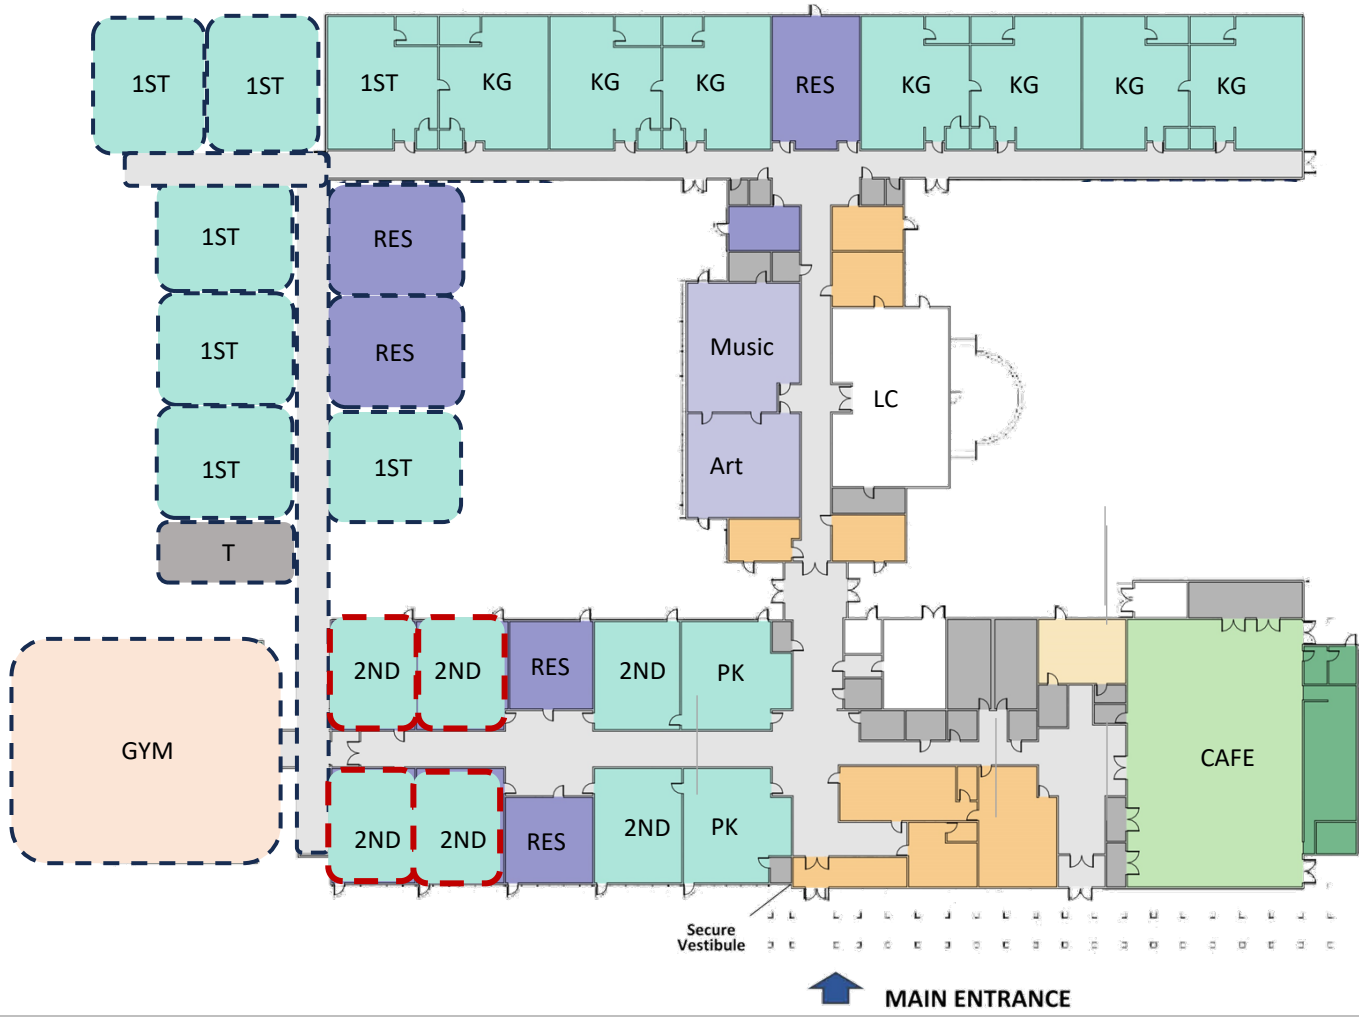 1ST
1ST
1ST
KG
KG
KG
RES
KG
KG
KG
KG
1ST
RES
1ST
RES
Music
LC
1ST
1ST
Art
T
2ND
2ND
RES
2ND
PK
GYM
CAFE
2ND
2ND
RES
2ND
PK
Secure
Vestibule
MAIN ENTRANCE